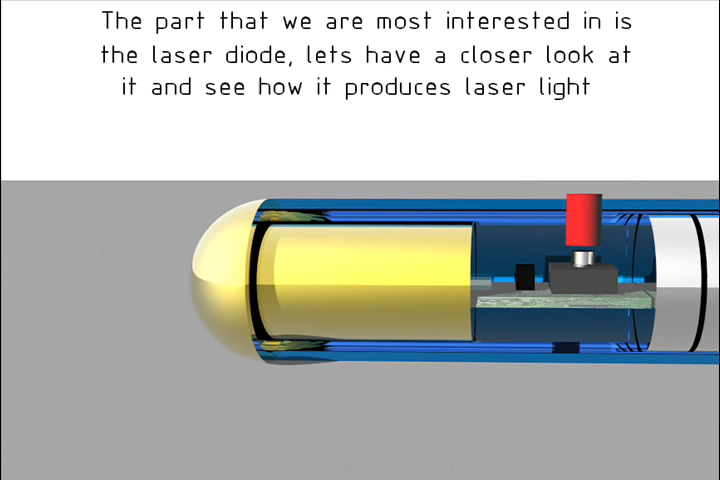 The part that we are most interested in is
the laser diode, lets have a closer look at
it and see how it produces laser light